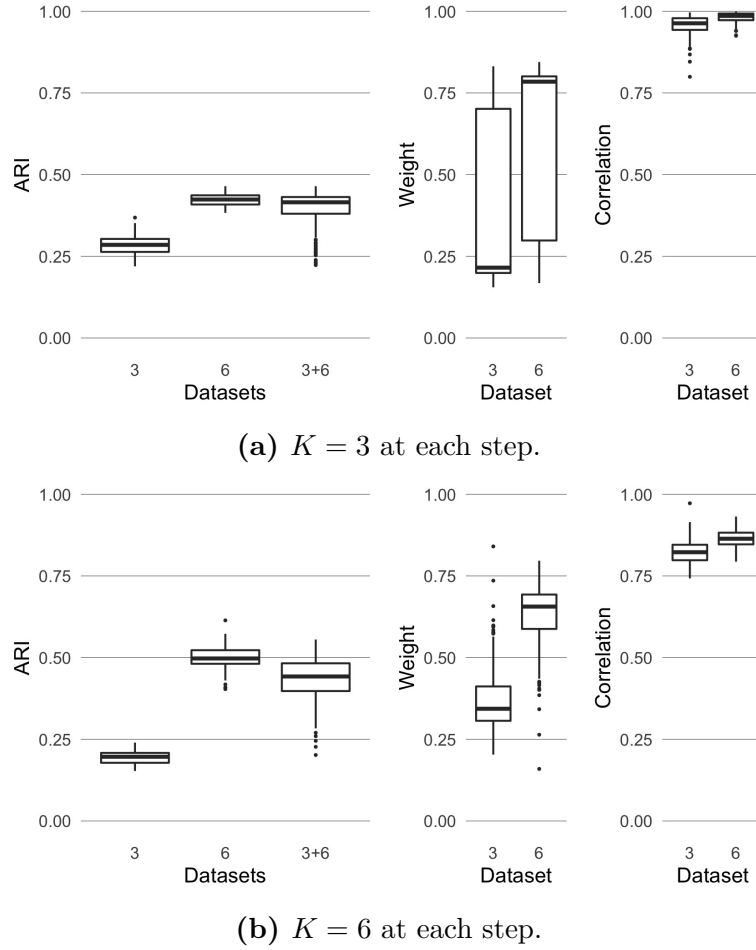 ARI
1.00
0.75
0.50
0.25
0.00
3 6 3+6
Datasets
Weight
1.00
0.75
0.50
0.25
0.00
3 6
Dataset
Correlation
1.00
0.75
0.50
0.25
0.00
3 6
Dataset
(a) K = 3 at each step.
ARI
1.00
0.75
0.50
0.25
0.00
3 6 3+6
Datasets
Weight
1.00
0.75
0.50
0.25
0.00
3 6
Dataset
Correlation
1.00
0.75
0.50
0.25
0.00
3 6
Dataset
(b) K = 6 at each step.